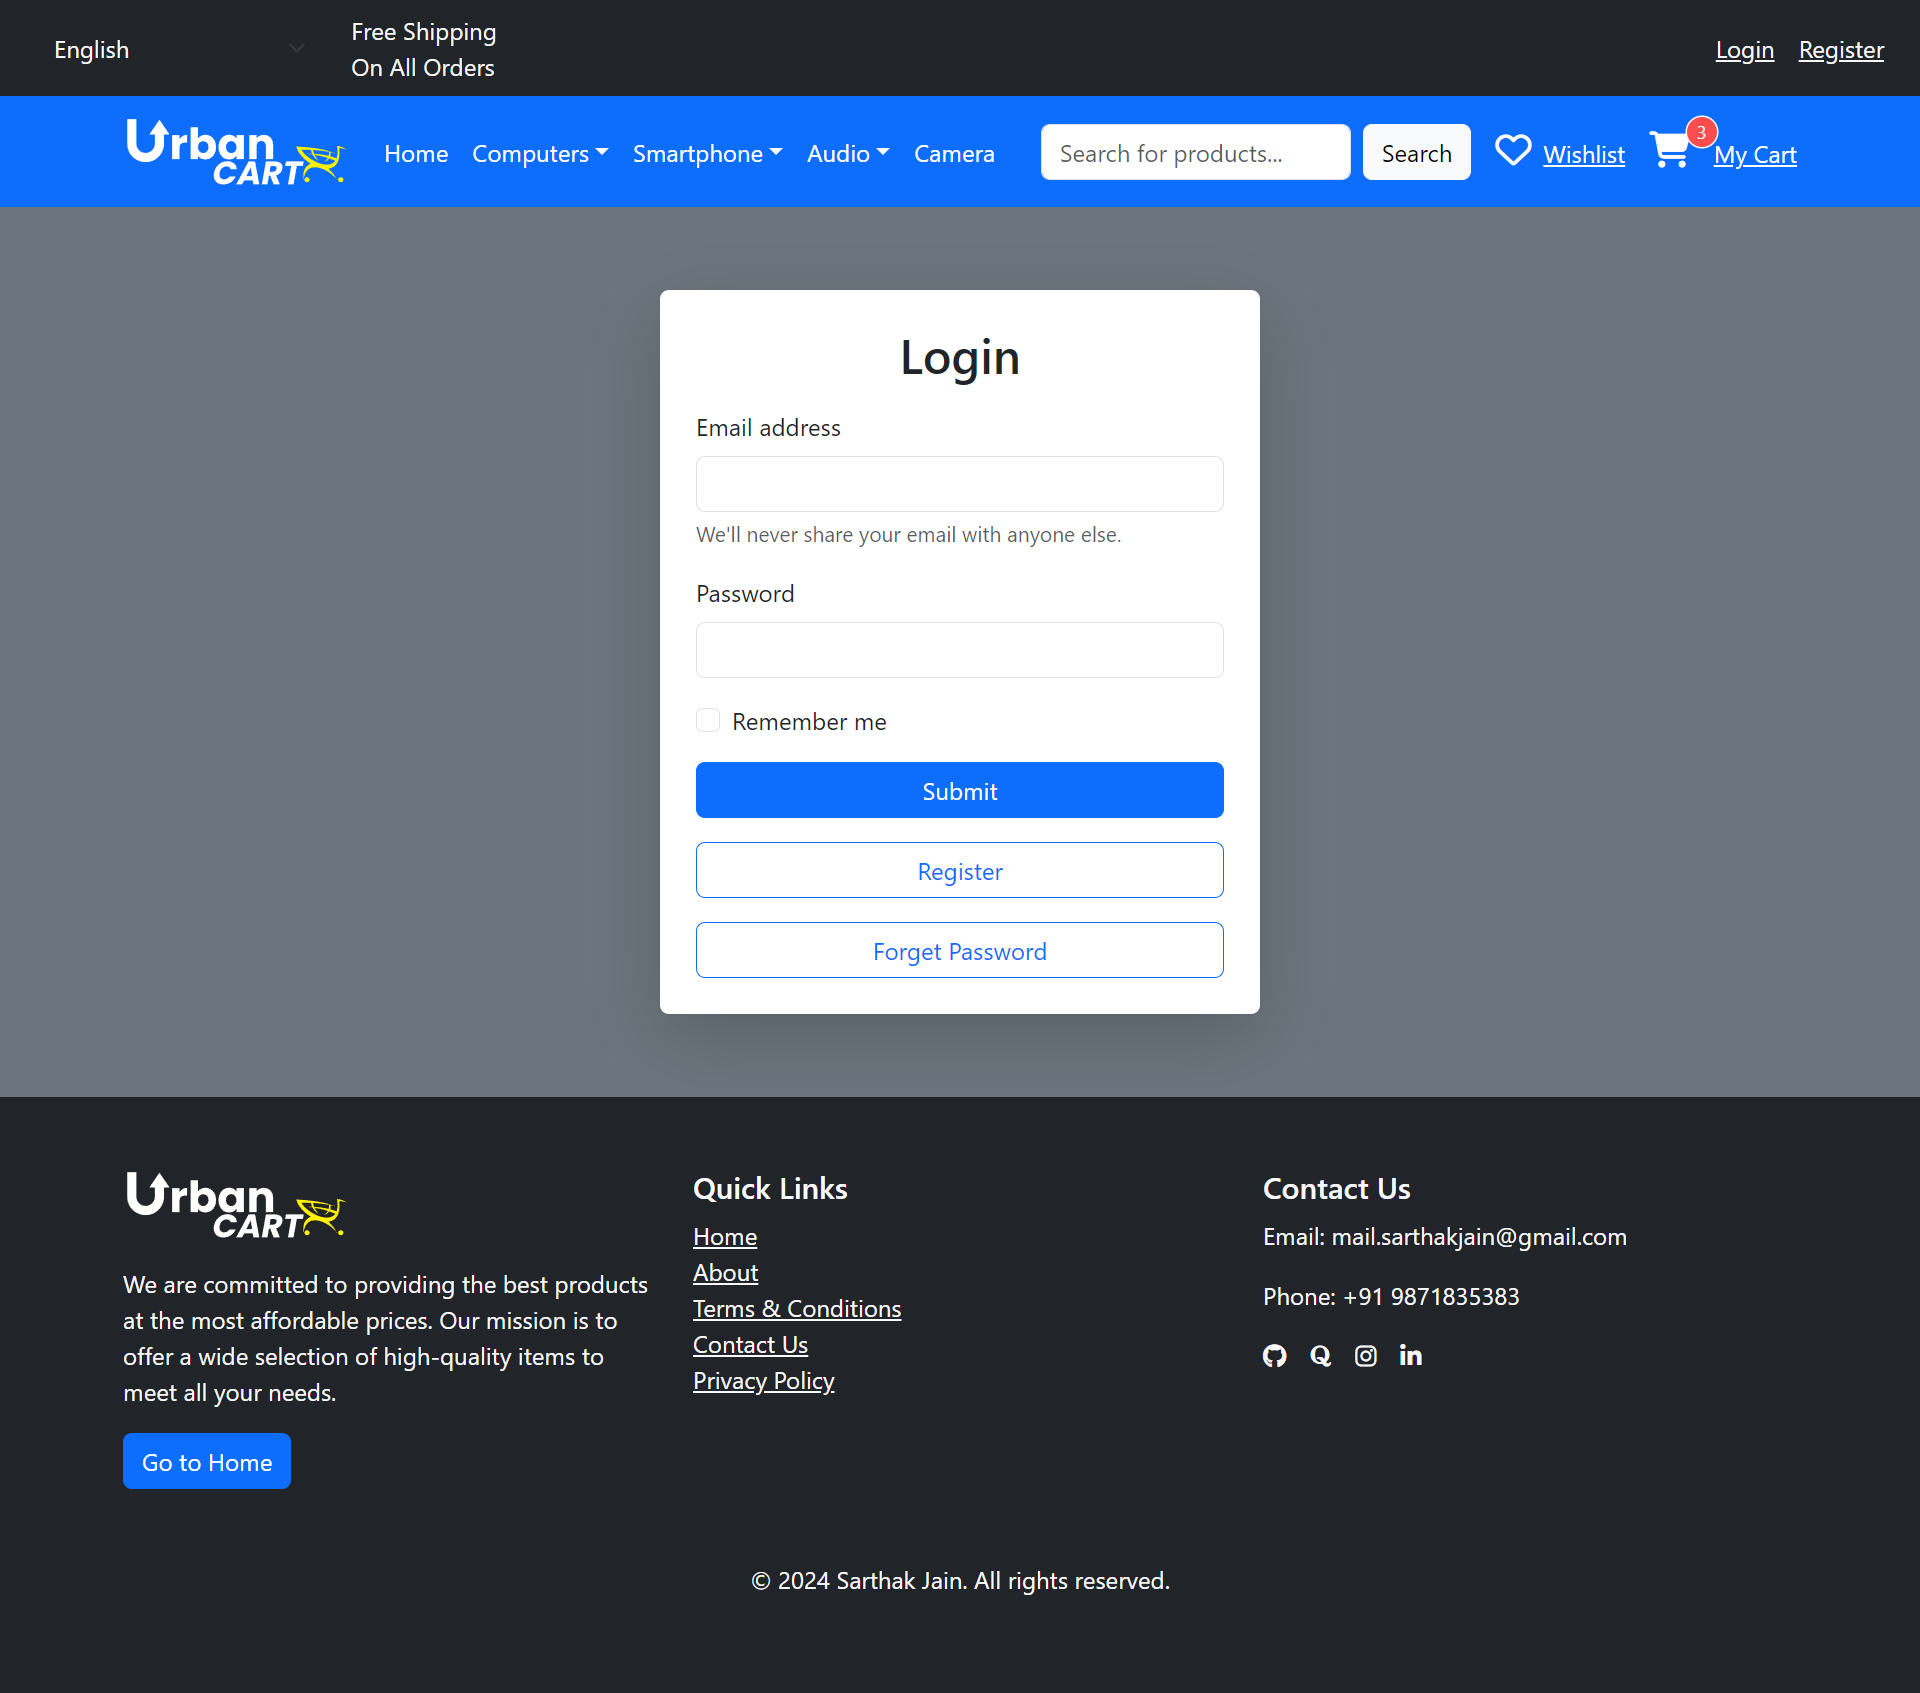 English
Free Shipping
On All Orders
Login Register
Urban
CART
Home Computers Smartphone Audio Camera
Search for products...
Search
Wishlist
3
My Cart
Login
Email address
We'll never share your email with anyone else.
Password
Remember me
Submit
Register
Forget Password
Urban
CART
We are committed to providing the best products
at the most affordable prices. Our mission is to
offer a wide selection of high-quality items to
meet all your needs.
Go to Home
Quick Links
Home
About
Terms & Conditions
Contact Us
Privacy Policy
Contact Us
Email: mail.sarthakjain@gmail.com
Phone: +91 9871835383
© 2024 Sarthak Jain. All rights reserved.